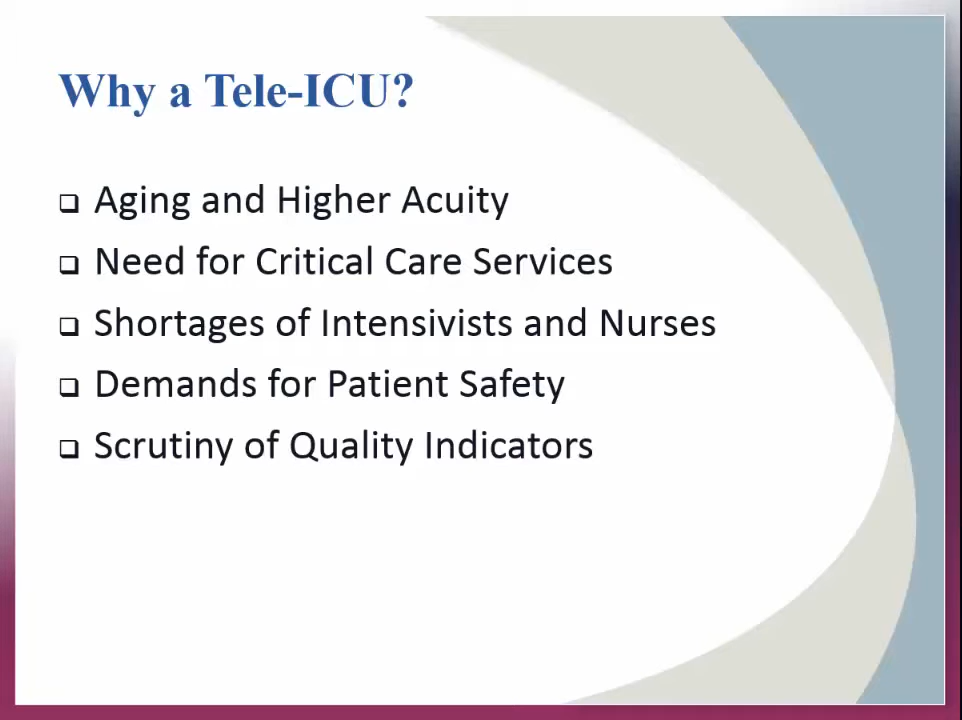 Why a Tele-ICU?
Aging and Higher Acuity
Need for Critical Care Services
Shortages of Intensivists and Nurses
Demands for Patient Safety
Scrutiny of Quality Indicators